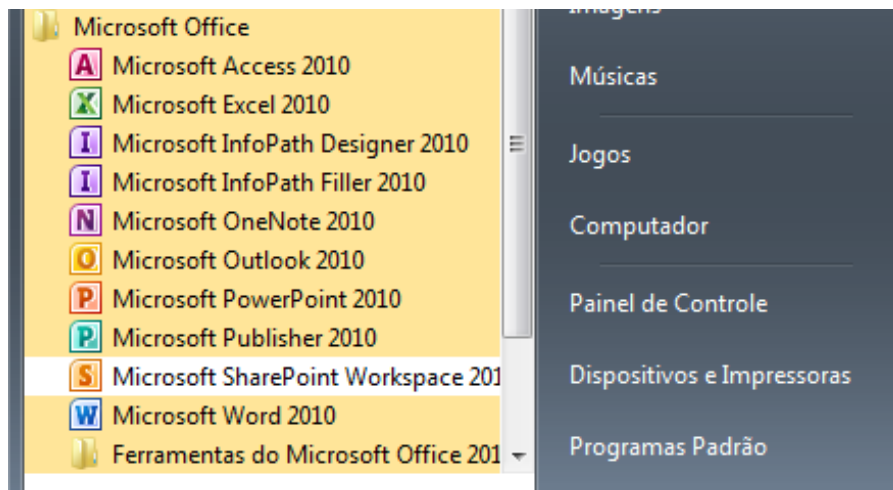 Microsoft Office
Microsoft Access 2010
Microsoft Excel 2010
Microsoft InfoPath Designer 2010
Microsoft InfoPath Filler 2010
Microsoft OneNote 2010
Microsoft Outlook 2010
Microsoft PowerPoint 2010
Microsoft Publisher 2010
Microsoft SharePoint Workspace 201
Microsoft Word 2010
Ferramentas do Microsoft Office 201
Imagens
Músicas
Jogos
Computador
Painel de Controle
Dispositivos e Impressoras
Programas Padrão